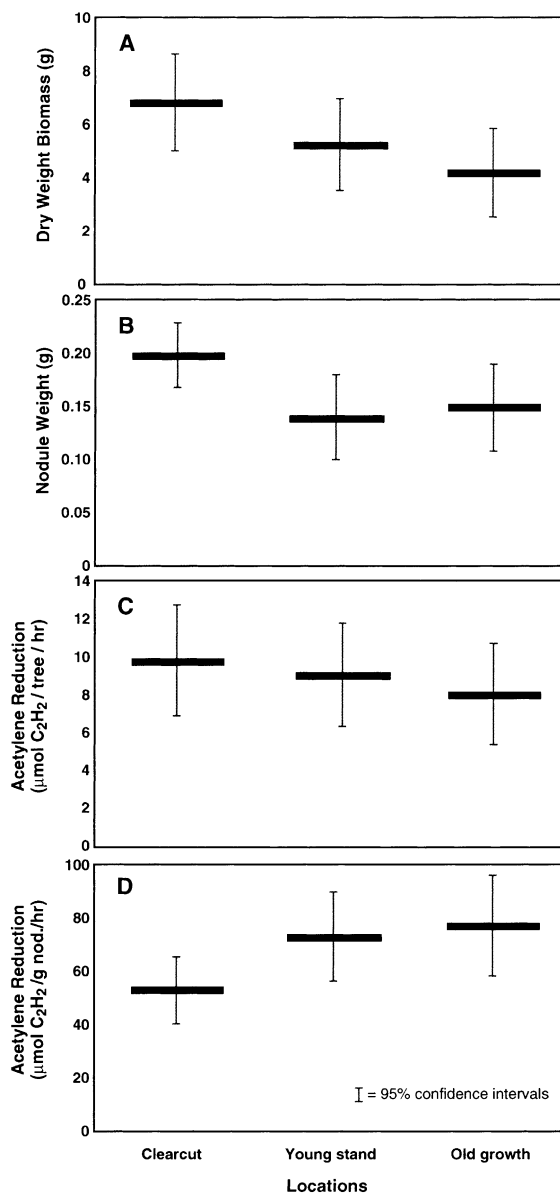 A
Dry Weight Biomass (g)
10
8
6
4
2
0
B
Nodule Weight (g)
0.25
0.20
0.15
0.10
0.05
0
C
Acetylene Reduction
(μmol C₂H₂ / tree / hr)
14
12
10
8
6
4
2
0
D
Acetylene Reduction
(μmol C₂H₂ /g nod./hr)
100
80
60
40
20
0
I = 95% confidence intervals
Clearcut Young stand Old growth
Locations